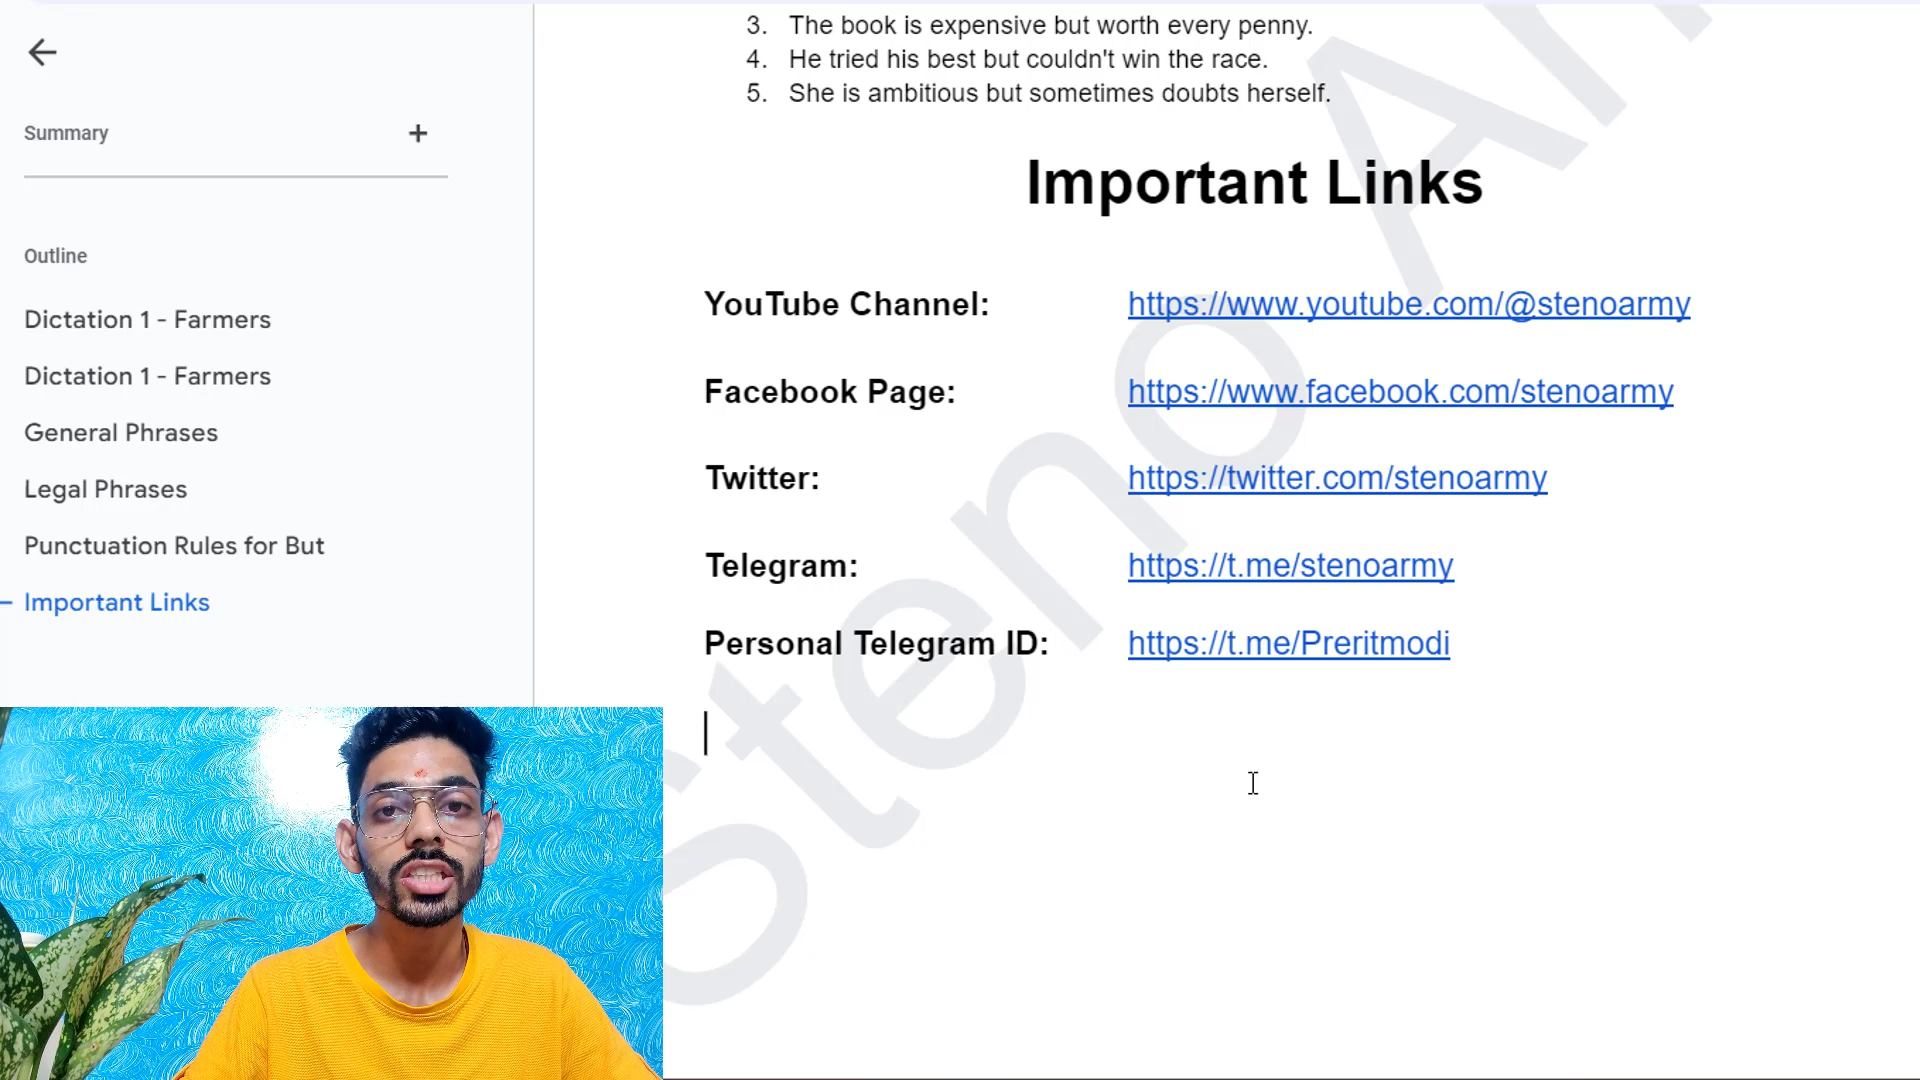 Summary
Outline
Dictation 1 - Farmers
Dictation 1 - Farmers
General Phrases
Legal Phrases
Punctuation Rules for But
Important Links
3. The book is expensive but worth every penny.
4. He tried his best but couldn't win the race.
5. She is ambitious but sometimes doubts herself.
Important Links
YouTube Channel: https://www.youtube.com/@stenoarmy
Facebook Page: https://www.facebook.com/stenoarmy
Twitter: https://twitter.com/stenoarmy
Telegram: https://t.me/stenoarmy
Personal Telegram ID: https://t.me/Preritmodi
Steno Ar